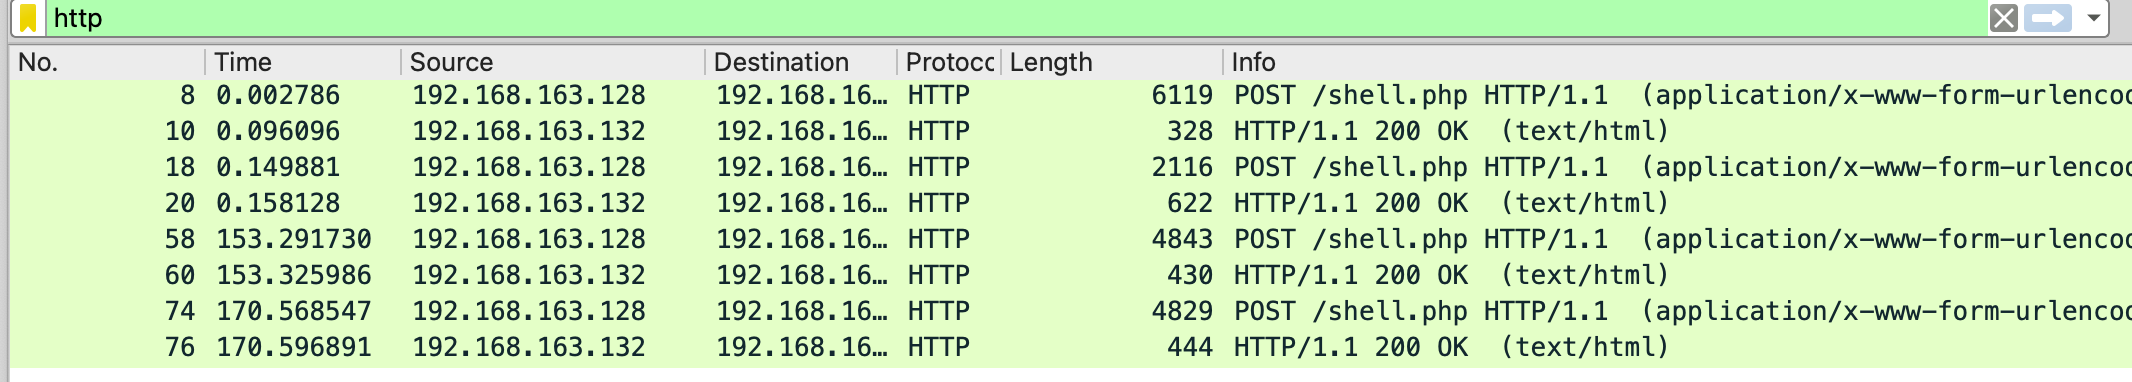 http
No. Time Source Destination Protocc Length Info
8 0.002786 192.168.163.128 192.168.16… HTTP 6119 POST /shell.php HTTP/1.1 (application/x-www-form-urlencod
10 0.096096 192.168.163.132 192.168.16… HTTP 328 HTTP/1.1 200 OK (text/html)
18 0.149881 192.168.163.128 192.168.16… HTTP 2116 POST /shell.php HTTP/1.1 (application/x-www-form-urlencod
20 0.158128 192.168.163.132 192.168.16… HTTP 622 HTTP/1.1 200 OK (text/html)
58 153.291730 192.168.163.128 192.168.16… HTTP 4843 POST /shell.php HTTP/1.1 (application/x-www-form-urlencod
60 153.325986 192.168.163.132 192.168.16… HTTP 430 HTTP/1.1 200 OK (text/html)
74 170.568547 192.168.163.128 192.168.16… HTTP 4829 POST /shell.php HTTP/1.1 (application/x-www-form-urlencod
76 170.596891 192.168.163.132 192.168.16… HTTP 444 HTTP/1.1 200 OK (text/html)